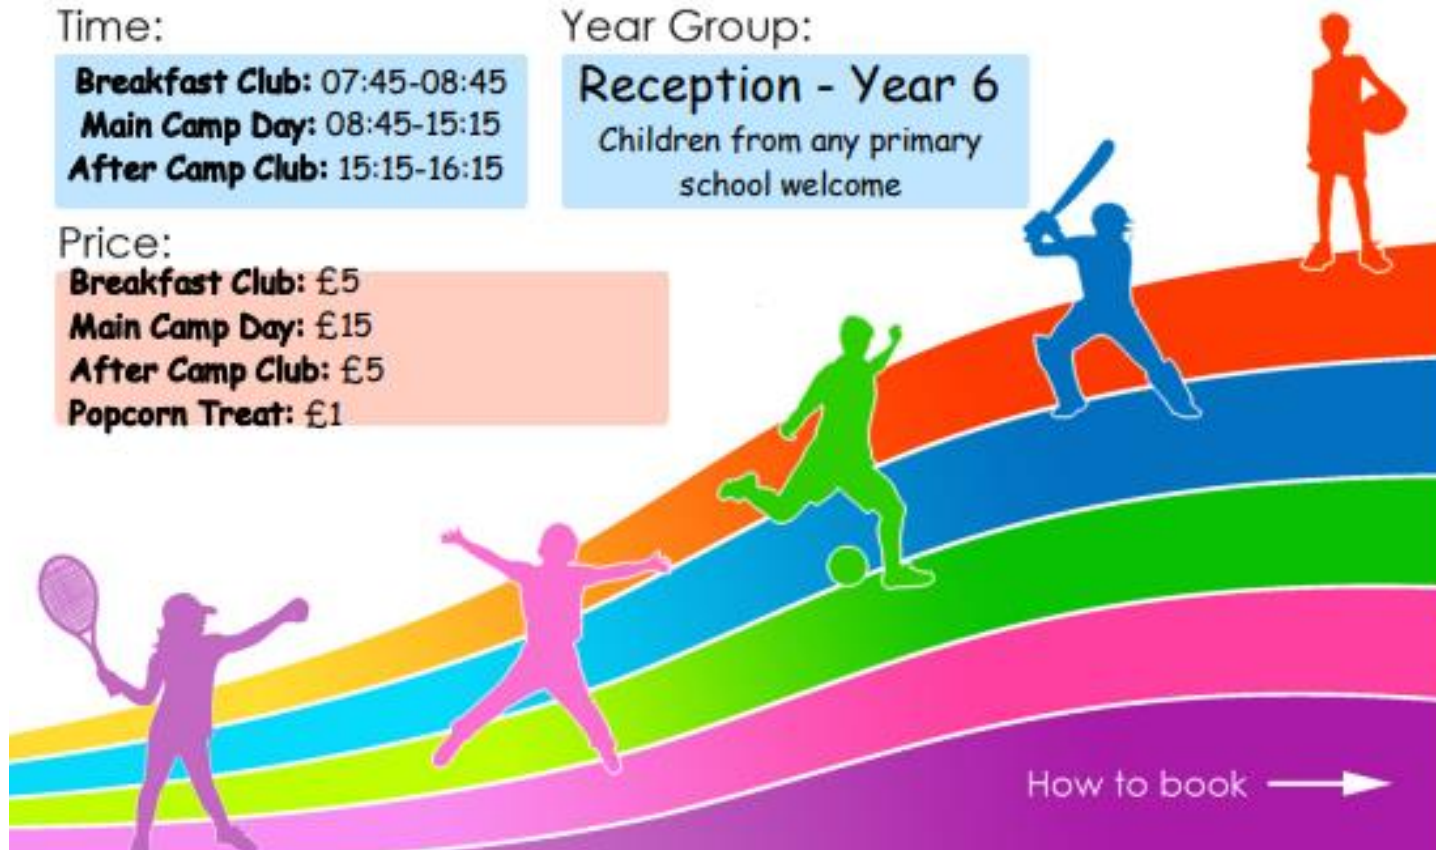 Time:
Breakfast Club: 07:45-08:45
Main Camp Day: 08:45-15:15
After Camp Club: 15:15-16:15
Year Group:
Reception - Year 6
Children from any primary
school welcome
Price:
Breakfast Club: £5
Main Camp Day: £15
After Camp Club: £5
Popcorn Treat: £1
How to book